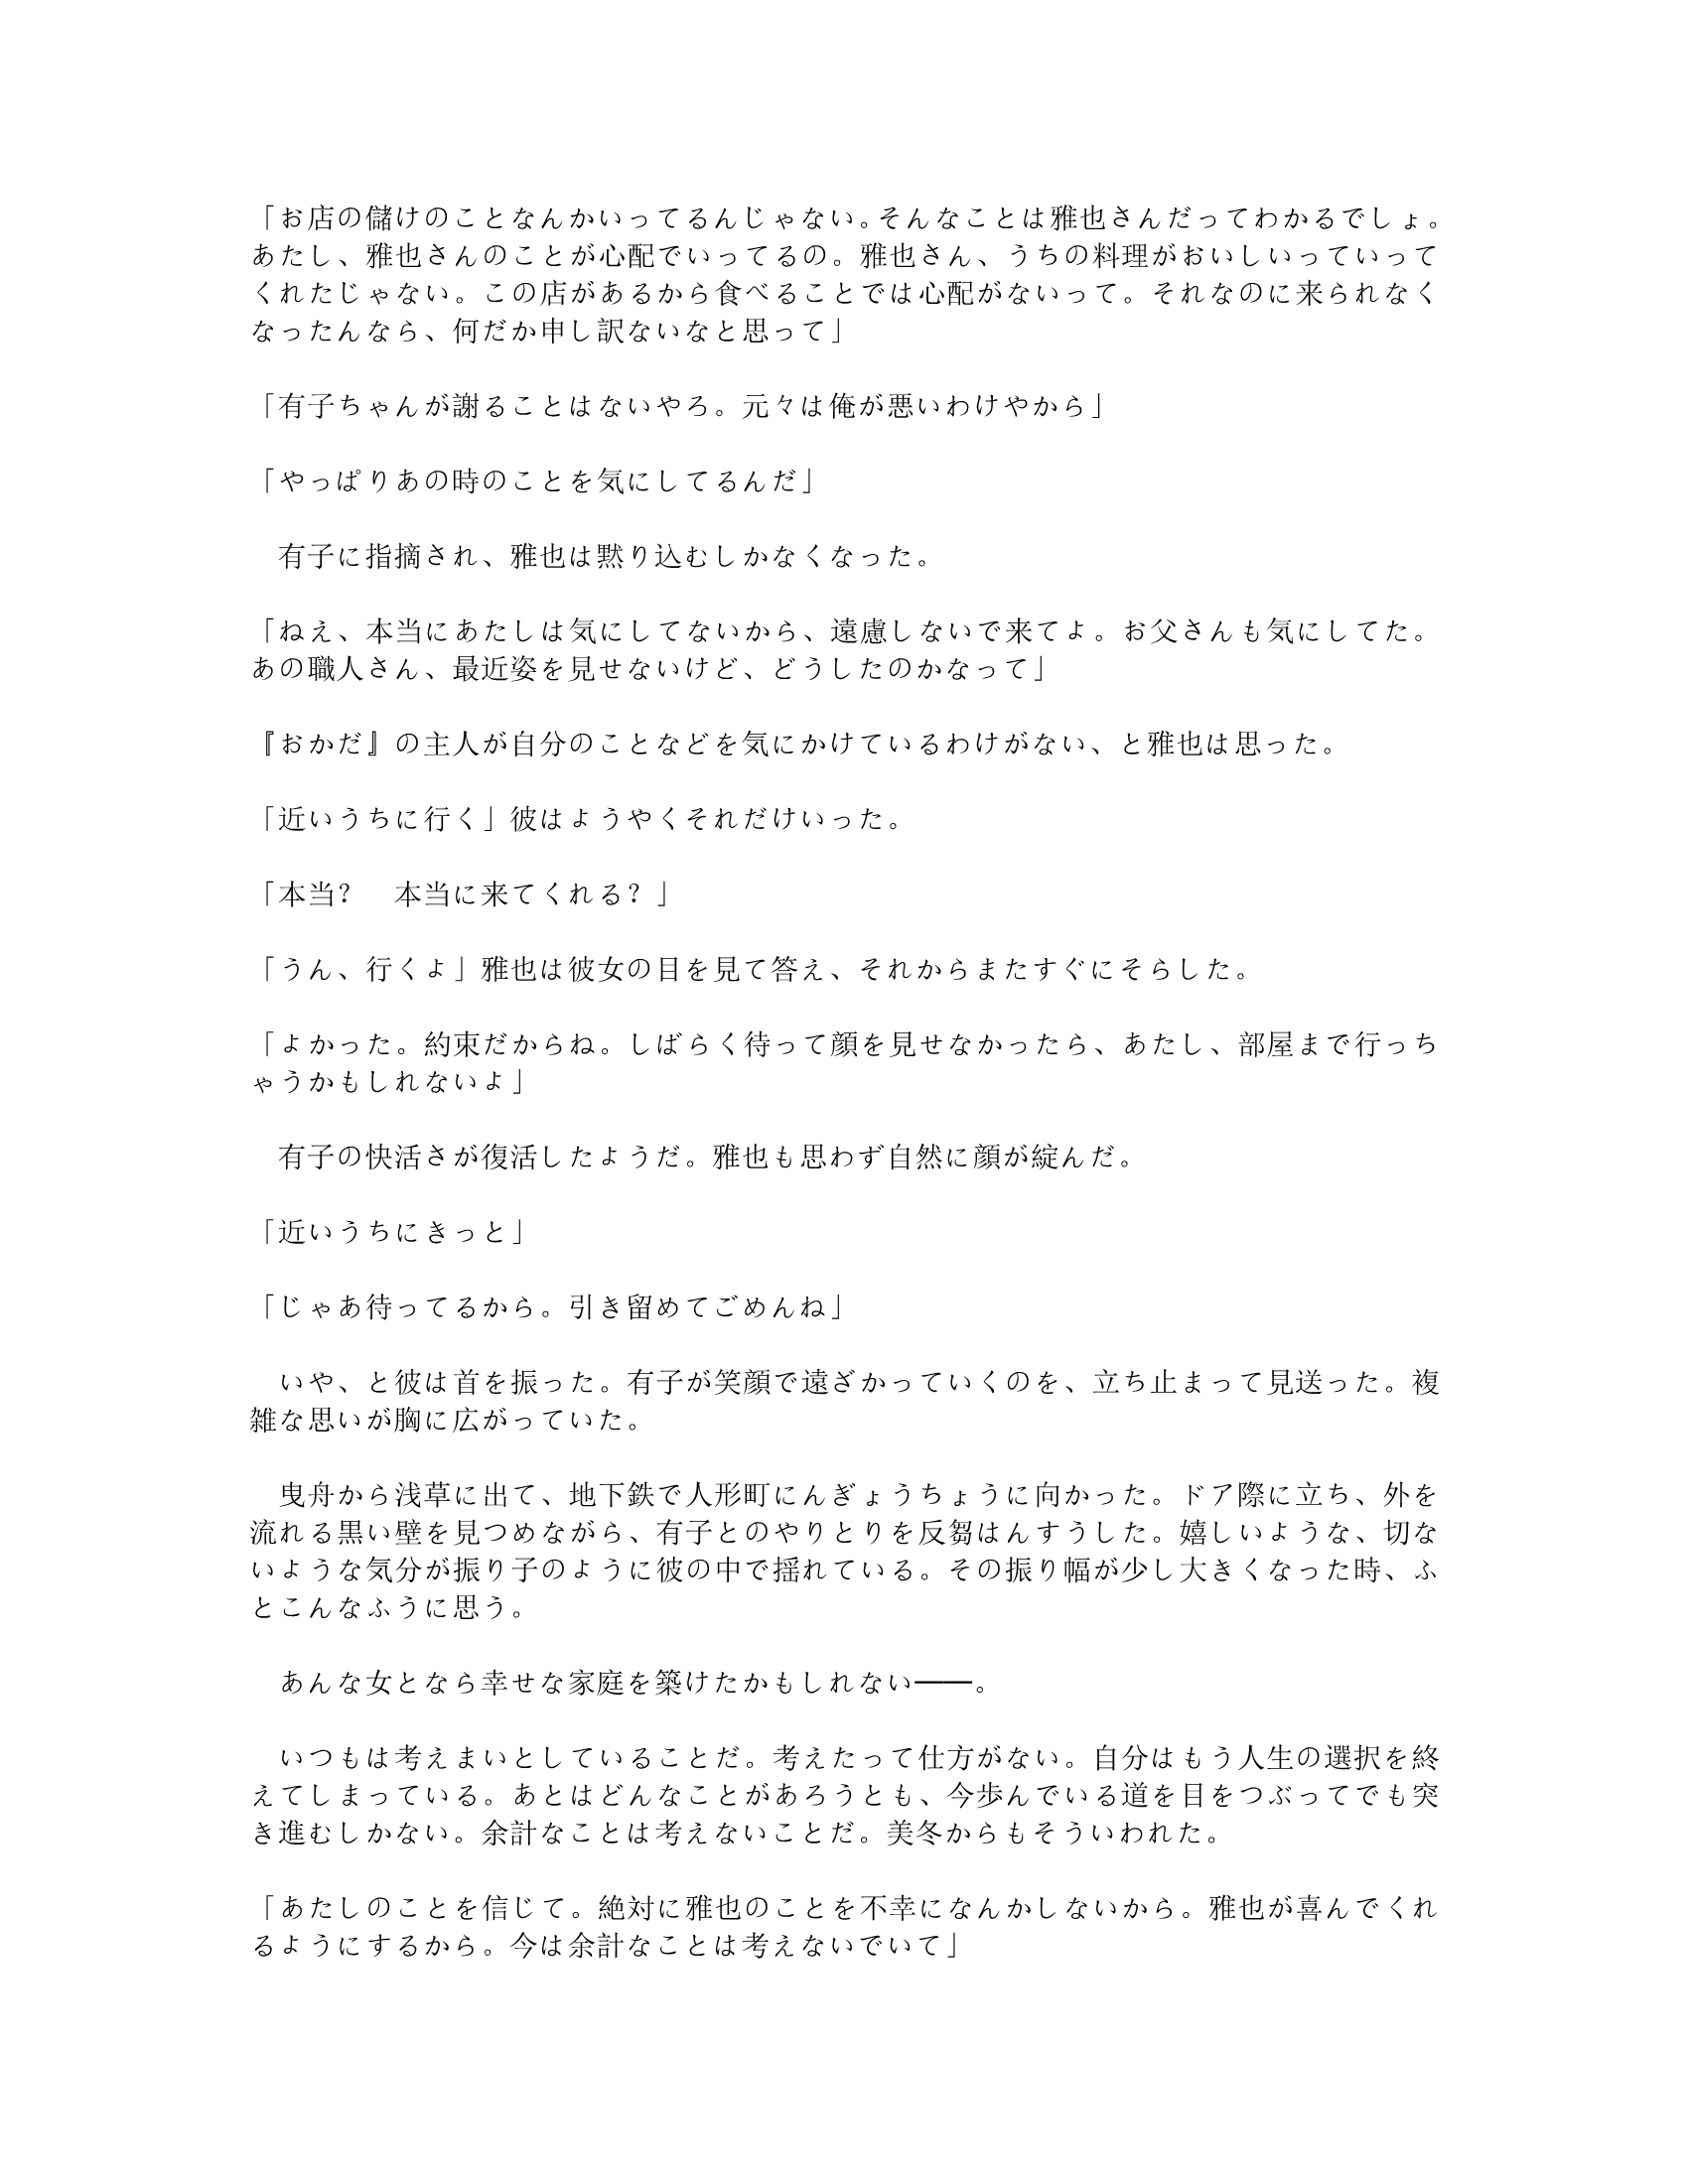 「お店の儲けのことなんかいってるんじゃない。そんなことは雅也さんだってわかるでしょ。
あたし、雅也さんのことが心配でいってるの。雅也さん、うちの料理がおいしいっていって
くれたじゃない。この店があるから食べることでは心配がないって。それなのに来られなく
なったんなら、何だか申し訳ないなと思って」
「有子ちゃんが謝ることはないやろ。元々は俺が悪いわけやから」
「やっぱりあの時のことを気にしてるんだ」
　有子に指摘され、雅也は黙り込むしかなくなった。
「ねえ、本当にあたしは気にしてないから、遠慮しないで来てよ。お父さんも気にしてた。
あの職人さん、最近姿を見せないけど、どうしたのかなって」
『おかだ』の主人が自分のことなどを気にかけているわけがない、と雅也は思った。
「近いうちに行く」彼はようやくそれだけいった。
「本当？　本当に来てくれる？」
「うん、行くよ」雅也は彼女の目を見て答え、それからまたすぐにそらした。
「よかった。約束だからね。しばらく待って顔を見せなかったら、あたし、部屋まで行っち
ゃうかもしれないよ」
　有子の快活さが復活したようだ。雅也も思わず自然に顔が綻んだ。
「近いうちにきっと」
「じゃあ待ってるから。引き留めてごめんね」
　いや、と彼は首を振った。有子が笑顔で遠ざかっていくのを、立ち止まって見送った。複
雑な思いが胸に広がっていた。
　曳舟から浅草に出て、地下鉄で人形町にんぎょうちょうに向かった。ドア際に立ち、外を
流れる黒い壁を見つめながら、有子とのやりとりを反芻はんすうした。嬉しいような、切な
いような気分が振り子のように彼の中で揺れている。その振り幅が少し大きくなった時、ふ
とこんなふうに思う。
　あんな女となら幸せな家庭を築けたかもしれない――。
　いつもは考えまいとしていることだ。考えたって仕方がない。自分はもう人生の選択を終
えてしまっている。あとはどんなことがあろうとも、今歩んでいる道を目をつぶってでも突
き進むしかない。余計なことは考えないことだ。美冬からもそういわれた。
「あたしのことを信じて。絶対に雅也のことを不幸になんかしないから。雅也が喜んでくれ
るようにするから。今は余計なことは考えないでいて」